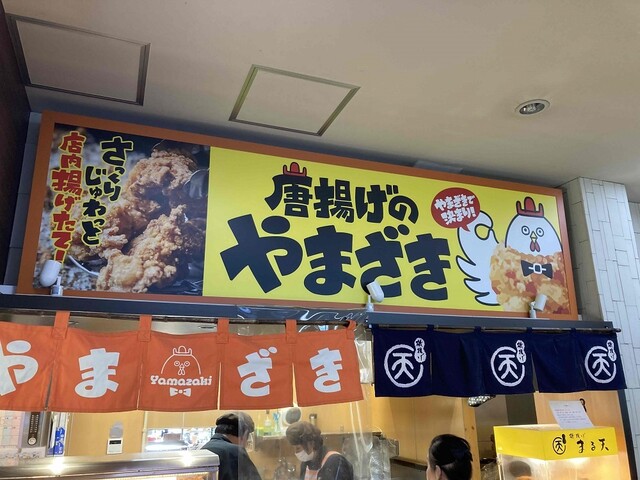 さっくり
じゅわっと
店内揚げたて!
唐揚げの
やまざき
やまざきで
決まり!
やまざき
Yamazaki
天
天
天
天 まる天